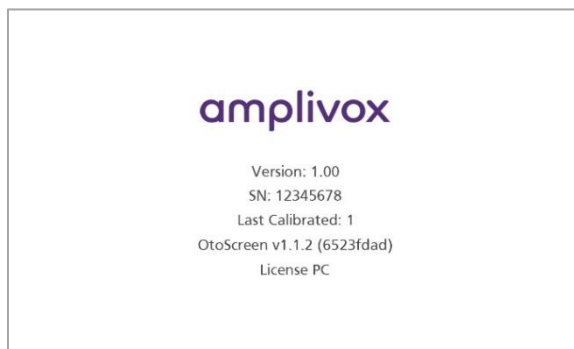 amplivox
Version: 1.00
SN: 12345678
Last Calibrated: 1
OtoScreen v1.1.2 (6523fdad)
License PC